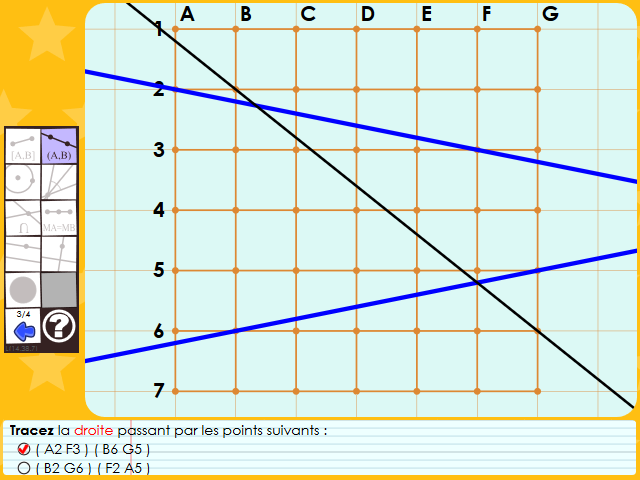 A B C D E F G
1
2
3
4
5
6
7
[A,B] (A,B)
MA=MB
3/4
?
Tracez la droite passant par les points suivants :
( A2 F3 ) ( B6 G5 )
( B2 G6 ) ( F2 A5 )